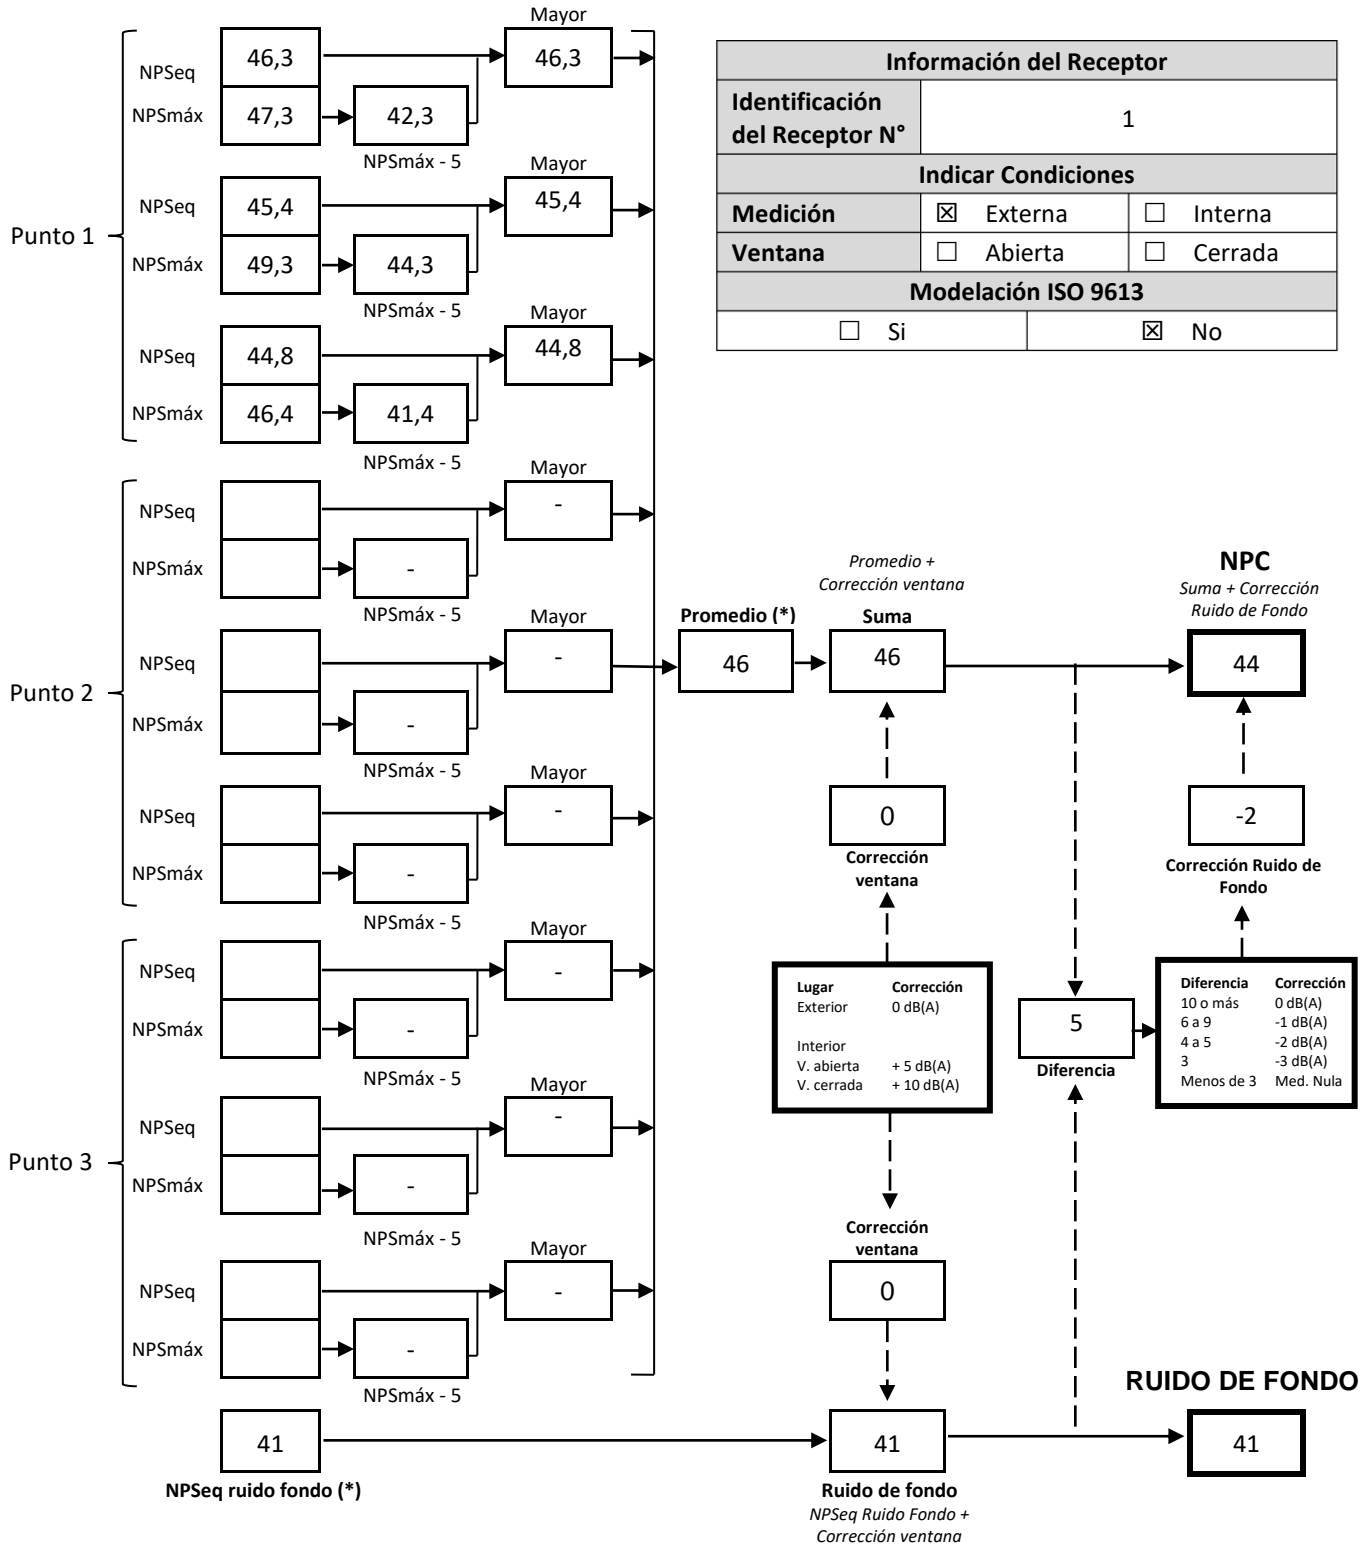 Mayor
NPSeq 46,3 46,3
NPSmáx 47,3 42,3
NPSmáx - 5
Mayor
Punto 1
NPSeq 45,4 45,4
NPSmáx 49,3 44,3
NPSmáx - 5
Mayor
NPSeq 44,8 44,8
NPSmáx 46,4 41,4
NPSmáx - 5
Información del Receptor
Identificación del Receptor N° 1
Indicar Condiciones
Medición ☒ Externa ☐ Interna
Ventana ☐ Abierta ☐ Cerrada
Modelación ISO 9613
☐ Si ☒ No
Mayor
NPSeq -
NPSmáx -
NPSmáx - 5
Mayor
Punto 2
NPSeq -
NPSmáx -
NPSmáx - 5
Mayor
NPSeq -
NPSmáx -
NPSmáx - 5
Mayor
NPSeq -
NPSmáx -
NPSmáx - 5
Mayor
Punto 3
NPSeq -
NPSmáx -
NPSmáx - 5
Mayor
NPSeq -
NPSmáx -
NPSmáx - 5
Promedio (*)
46
Promedio +
Corrección ventana
Suma
46
NPC
Suma + Corrección
Ruido de Fondo
44
0
Corrección
ventana
-2
Corrección Ruido de
Fondo
Lugar Corrección
Exterior 0 dB(A)
Interior
V. abierta + 5 dB(A)
V. cerrada + 10 dB(A)
5
Diferencia
Diferencia Corrección
10 o más 0 dB(A)
6 a 9 -1 dB(A)
4 a 5 -2 dB(A)
3 -3 dB(A)
Menos de 3 Med. Nula
Corrección
ventana
0
RUIDO DE FONDO
41 41 41
NPSeq ruido fondo (*)
Ruido de fondo
NPSeq Ruido Fondo +
Corrección ventana